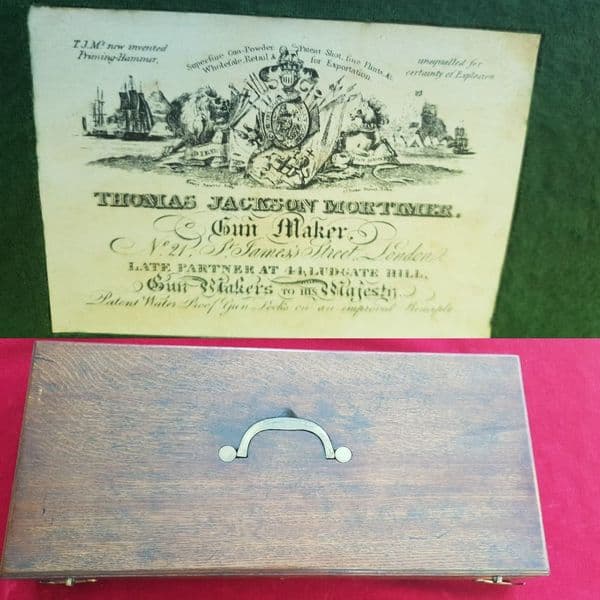 T.J.M's new invented
Priming-Hammer,
Superfine Gun-Powder, Patent Shot, fine Flints &c
Wholesale, Retail & for Exportation
unequalled for
certainty of Explosion
THOMAS JACKSON MORTIMER.
Gun Maker,
No 21, St James's Street, London.
LATE PARTNER AT 44, LUDGATE HILL,
Gun-Makers TO HIS Majesty.
Patent Water Proof Gun Locks on an improved Principle